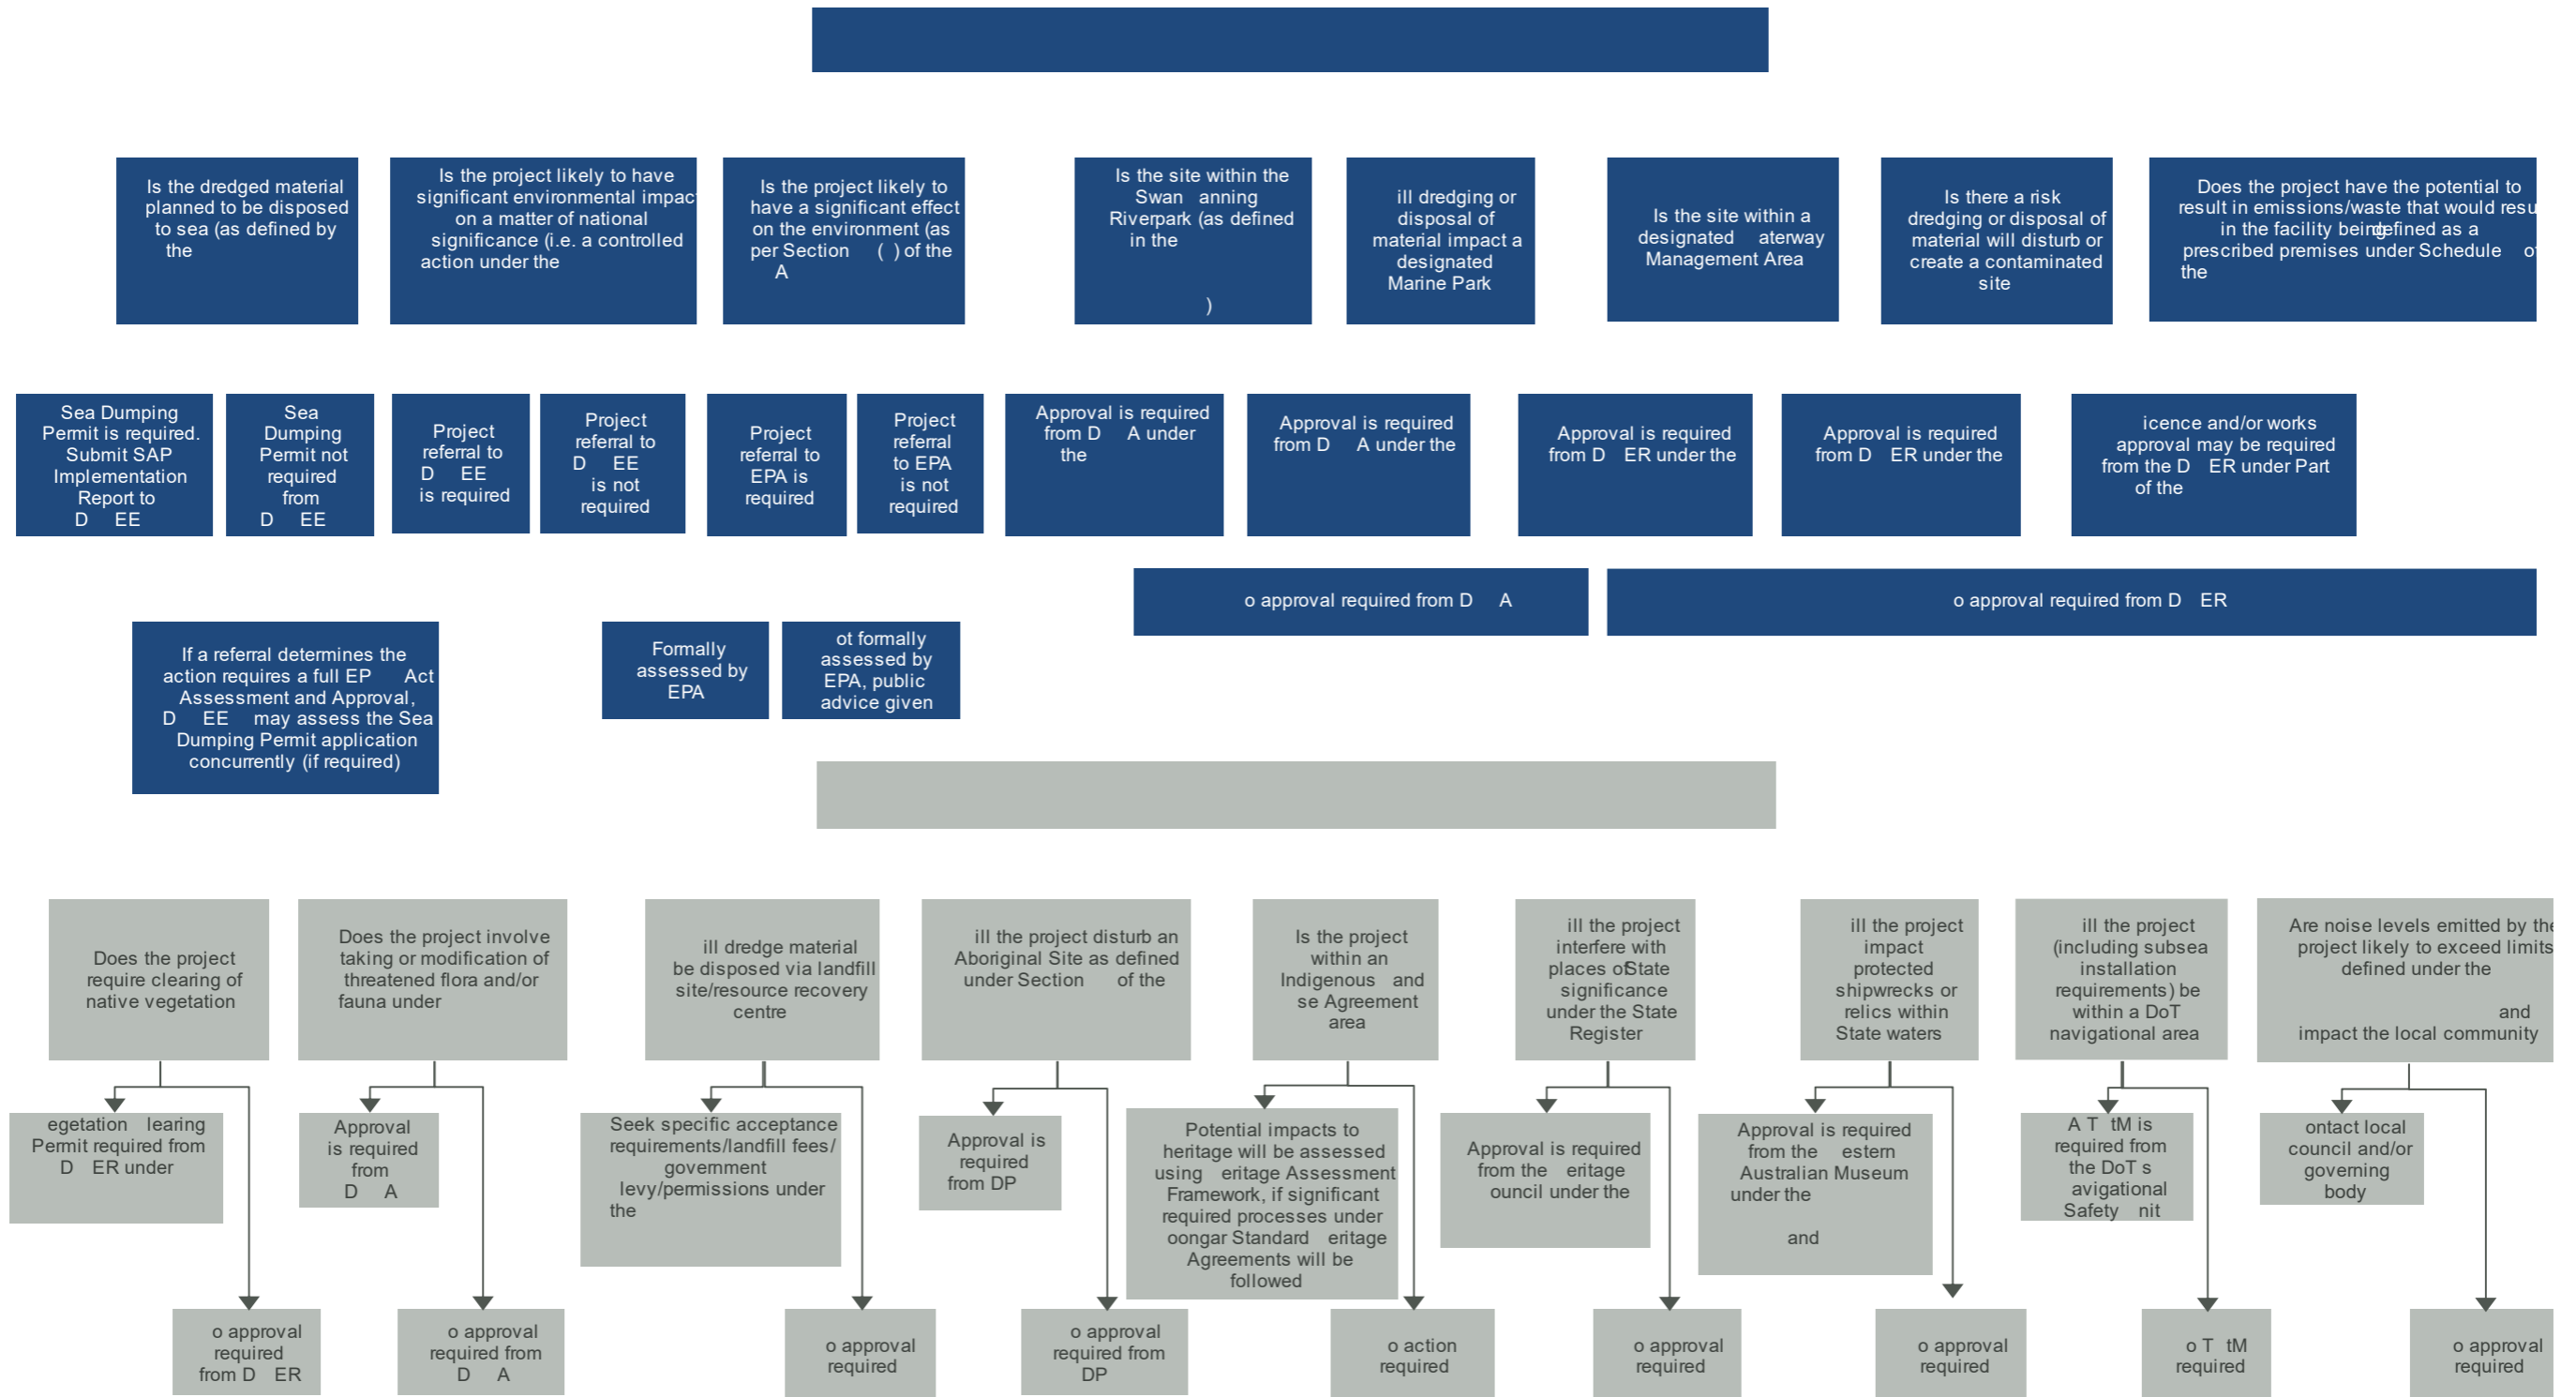 Is the dredged material
planned to be disposed
to sea (as defined by
the
Is the project likely to have
significant environmental impact
on a matter of national
significance (i.e. a controlled
action under the
Is the project likely to
have a significant effect
on the environment (as
per Section ( ) of the
A
Is the site within the
Swan anning
Riverpark (as defined
in the
)
ill dredging or
disposal of
material impact a
designated
Marine Park
Is the site within a
designated aterway
Management Area
Is there a risk
dredging or disposal of
material will disturb or
create a contaminated
site
Does the project have the potential to
result in emissions/waste that would resu
in the facility being defined as a
prescribed premises under Schedule of
the
Sea Dumping
Permit is required.
Submit SAP
Implementation
Report to
D EE
Sea
Dumping
Permit not
required
from
D EE
Project
referral to
D EE
is required
Project
referral to
D EE
is not
required
Project
referral to
EPA is
required
Project
referral
to EPA
is not
required
Approval is required
from D A under
the
Approval is required
from D A under the
Approval is required
from D ER under the
Approval is required
from D ER under the
icence and/or works
approval may be required
from the D ER under Part
of the
o approval required from D A
o approval required from D ER
If a referral determines the
action requires a full EP Act
Assessment and Approval,
D EE may assess the Sea
Dumping Permit application
concurrently (if required)
Formally
assessed by
EPA
ot formally
assessed by
EPA, public
advice given
Does the project
require clearing of
native vegetation
Does the project involve
taking or modification of
threatened flora and/or
fauna under
ill dredge material
be disposed via landfill
site/resource recovery
centre
ill the project disturb an
Aboriginal Site as defined
under Section of the
Is the project
within an
Indigenous and
se Agreement
area
ill the project
interfere with
places of State
significance
under the State
Register
ill the project
impact
protected
shipwrecks or
relics within
State waters
ill the project
(including subsea
installation
requirements) be
within a DoT
navigational area
Are noise levels emitted by the
project likely to exceed limits
defined under the
and
impact the local community
egetation learing
Permit required from
D ER under
Approval
is required
from
D A
Seek specific acceptance
requirements/landfill fees/
government
levy/permissions under
the
Approval is
required
from DP
Potential impacts to
heritage will be assessed
using eritage Assessment
Framework, if significant
required processes under
oongar Standard eritage
Agreements will be
followed
Approval is required
from the eritage
ouncil under the
Approval is required
from the estern
Australian Museum
under the
and
A T tM is
required from
the DoT s
avigational
Safety nit
ontact local
council and/or
governing
body
o approval
required
from D ER
o approval
required from
D A
o approval
required
o approval
required from
DP
o action
required
o approval
required
o approval
required
o T tM
required
o approval
required